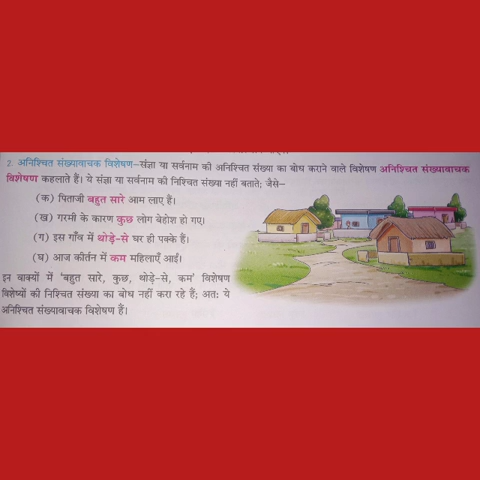 2. अनिश्चित संख्यावाचक विशेषण–संज्ञा या सर्वनाम की अनिश्चित संख्या का बोध कराने वाले विशेषण अनिश्चित संख्यावाचक
विशेषण कहलाते हैं। ये संज्ञा या सर्वनाम की निश्चित संख्या नहीं बताते; जैसे–
(क) पिताजी बहुत सारे आम लाए हैं।
(ख) गरमी के कारण कुछ लोग बेहोश हो गए।
(ग) इस गाँव में थोड़े-से घर ही पक्के हैं।
(घ) आज कीर्तन में कम महिलाएँ आईं।
इन वाक्यों में 'बहुत सारे, कुछ, थोड़े-से, कम' विशेषण
विशेष्यों की निश्चित संख्या का बोध नहीं करा रहे हैं; अत: ये
अनिश्चित संख्यावाचक विशेषण हैं।